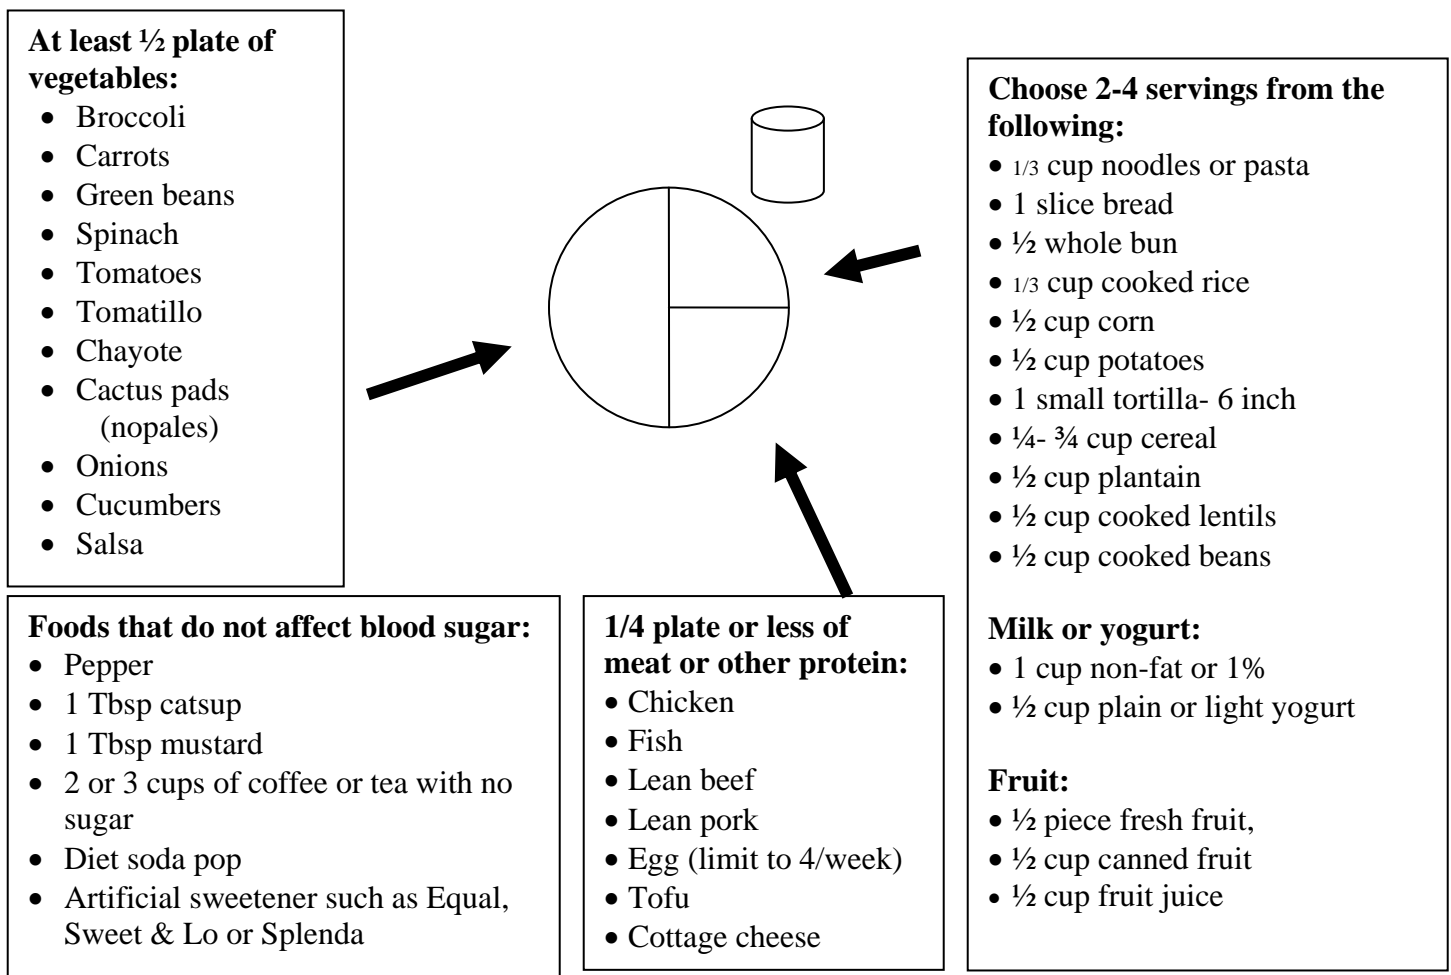 At least ½ plate of
vegetables:
• Broccoli
• Carrots
• Green beans
• Spinach
• Tomatoes
• Tomatillo
• Chayote
• Cactus pads
(nopales)
• Onions
• Cucumbers
• Salsa
Foods that do not affect blood sugar:
• Pepper
• 1 Tbsp catsup
• 1 Tbsp mustard
• 2 or 3 cups of coffee or tea with no
sugar
• Diet soda pop
• Artificial sweetener such as Equal,
Sweet & Lo or Splenda
1/4 plate or less of
meat or other protein:
• Chicken
• Fish
• Lean beef
• Lean pork
• Egg (limit to 4/week)
• Tofu
• Cottage cheese
Choose 2-4 servings from the
following:
• 1/3 cup noodles or pasta
• 1 slice bread
• ½ whole bun
• 1/3 cup cooked rice
• ½ cup corn
• ½ cup potatoes
• 1 small tortilla- 6 inch
• ¼- ¾ cup cereal
• ½ cup plantain
• ½ cup cooked lentils
• ½ cup cooked beans
Milk or yogurt:
• 1 cup non-fat or 1%
• ½ cup plain or light yogurt
Fruit:
• ½ piece fresh fruit,
• ½ cup canned fruit
• ½ cup fruit juice